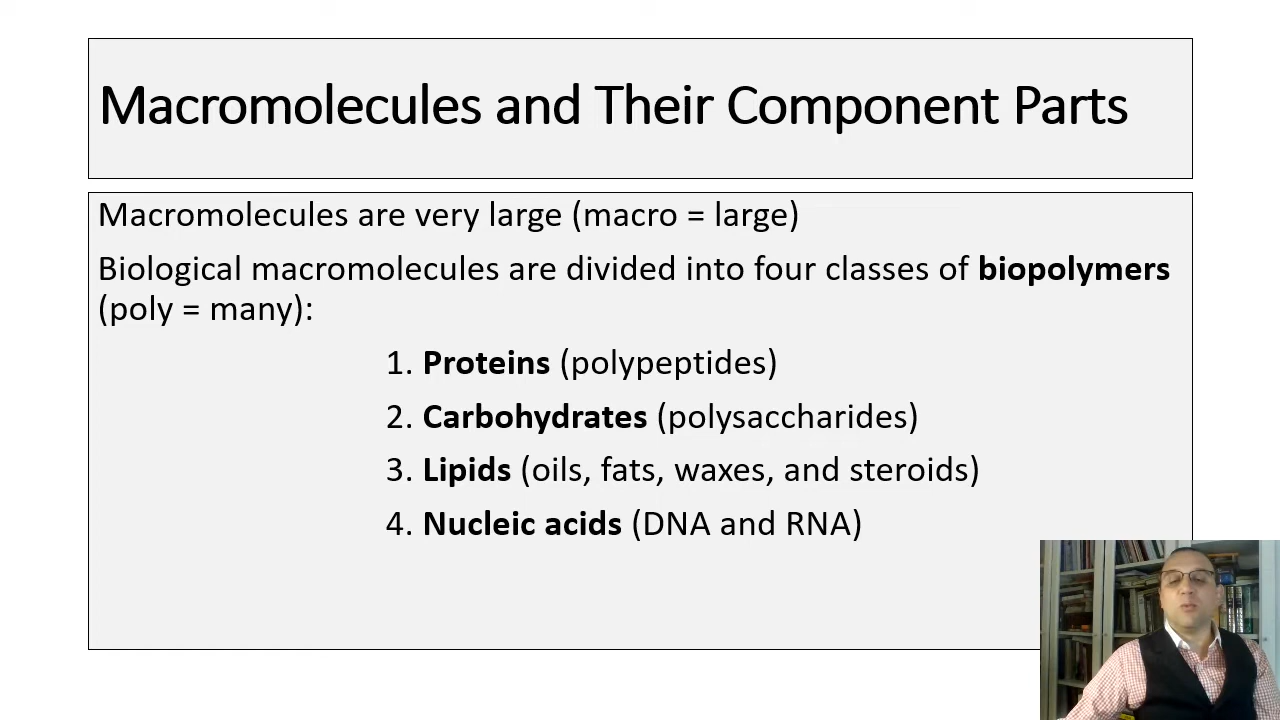 Macromolecules and Their Component Parts
Macromolecules are very large (macro = large)
Biological macromolecules are divided into four classes of biopolymers
(poly = many):
1. Proteins (polypeptides)
2. Carbohydrates (polysaccharides)
3. Lipids (oils, fats, waxes, and steroids)
4. Nucleic acids (DNA and RNA)